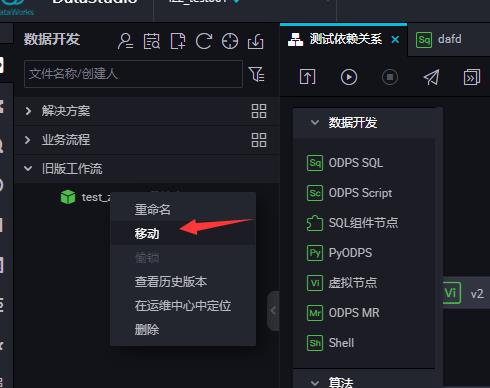 DataWorks
DataStudio
数据开发
测试依赖关系
Sq dafd
文件名称/创建人
解决方案
业务流程
旧版工作流
test_z
重命名
移动
偷锁
查看历史版本
在运维中心中定位
删除
数据开发
Sq ODPS SQL
Sc ODPS Script
SQL组件节点
Py PyODPS
Vi 虚拟节点
Mr ODPS MR
Sh Shell
算法
Vi v2